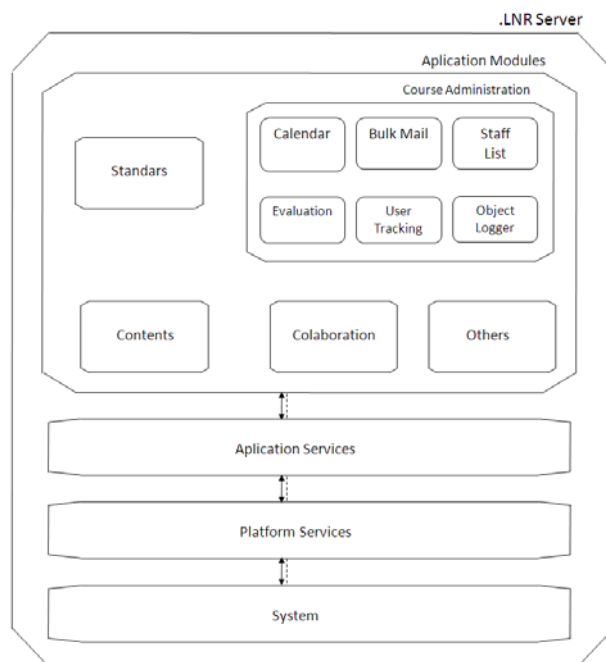 .LNR Server
Aplication Modules
Course Administration
Calendar
Bulk Mail
Staff
List
Standars
Evaluation
User
Tracking
Object
Logger
Contents
Colaboration
Others
Aplication Services
Platform Services
System